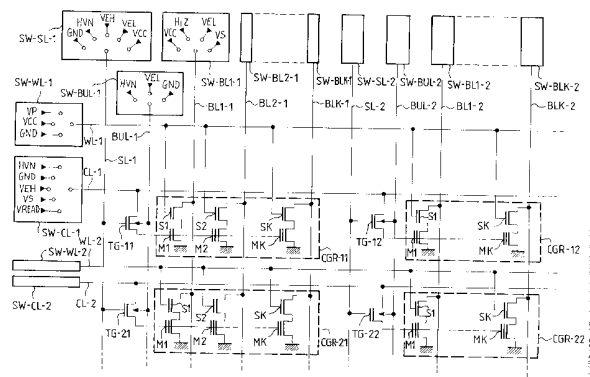 HVN VEH VEL VCC GND
SW-SL-1
HiZ VEL VCC VS
SW-BL1-1
SW-BL2-1
SW-BLK-1
SW-SL-2
SW-BUL-2
SW-BL1-2
SW-BLK-2
SW-BUL-1
HVN VEL GND
BL1-1
BL2-1
BLK-1
SL-2
BUL-2
BL1-2
BLK-2
SW-WL-1
VP
VCC
GND
WL-1
BUL-1
SL-1
HVN
GND
VEH
VS
VREAD
CL-1
SW-CL-1
TG-11
S1 S2 SK
M1 M2 MK
CGR-11
TG-12
S1 SK
M1 MK
CGR-12
WL-2
SW-WL-2
SW-CL-2
CL-2
TG-21
S1 S2 SK
M1 M2 MK
CGR-21
TG-22
S1 SK
M1 MK
CGR-22